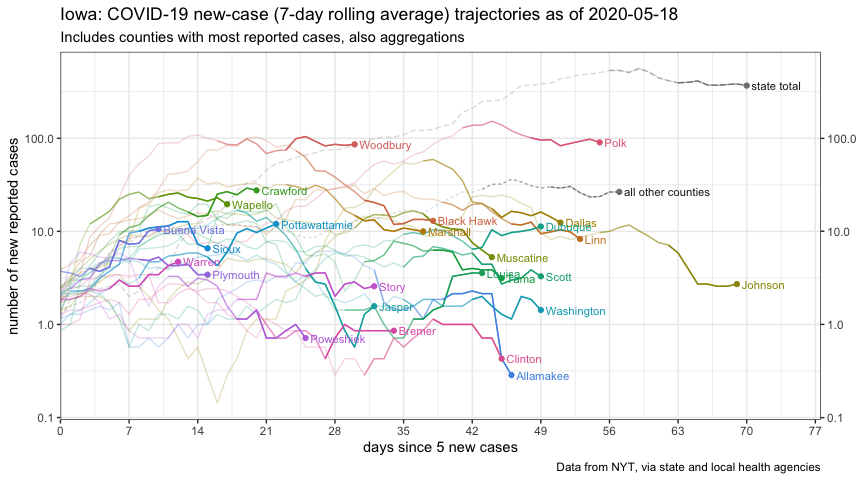 Iowa: COVID-19 new-case (7-day rolling average) trajectories as of 2020-05-18
Includes counties with most reported cases, also aggregations
number of new reported cases
100.0
10.0
1.0
0.1
100.0
10.0
1.0
0.1
state total
Woodbury
Polk
Crawford
all other counties
Wapello
Pottawattamie
Black Hawk
Dallas
Dubuque
Buena Vista
Marshall
Linn
Sioux
Muscatine
Warren
Plymouth
Louisa
Tama
Scott
Johnson
Story
Jasper
Washington
Bremer
Poweshiek
Clinton
Allamakee
0 7 14 21 28 35 42 49 56 63 70 77
days since 5 new cases
Data from NYT, via state and local health agencies